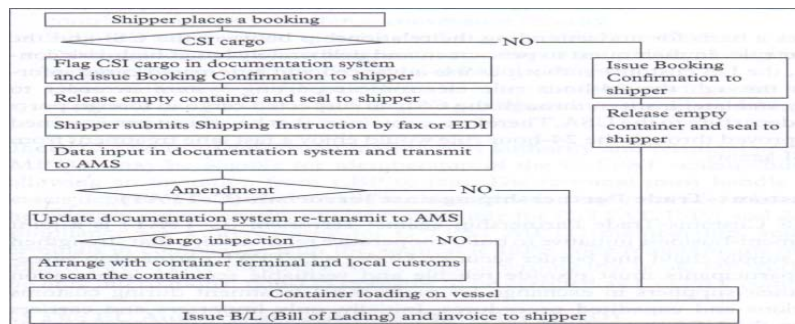 Shipper places a booking
CSI cargo
NO
Flag CSI cargo in documentation system
and issue Booking Confirmation to
shipper
Release empty container and seal to shipper
Issue Booking
Confirmation to
shipper
Release empty
container and seal to
shipper
Shipper submits Shipping Instruction by fax or EDI
Data input to documentation system and transmit
to AMS
Amendment
NO
Update documentation system re-transmit to AMS
Cargo inspection
NO
Arrange with container terminal and local customs
to scan the container
Container loading on vessel
Issue B/L (Bill of Lading) and invoice to shipper